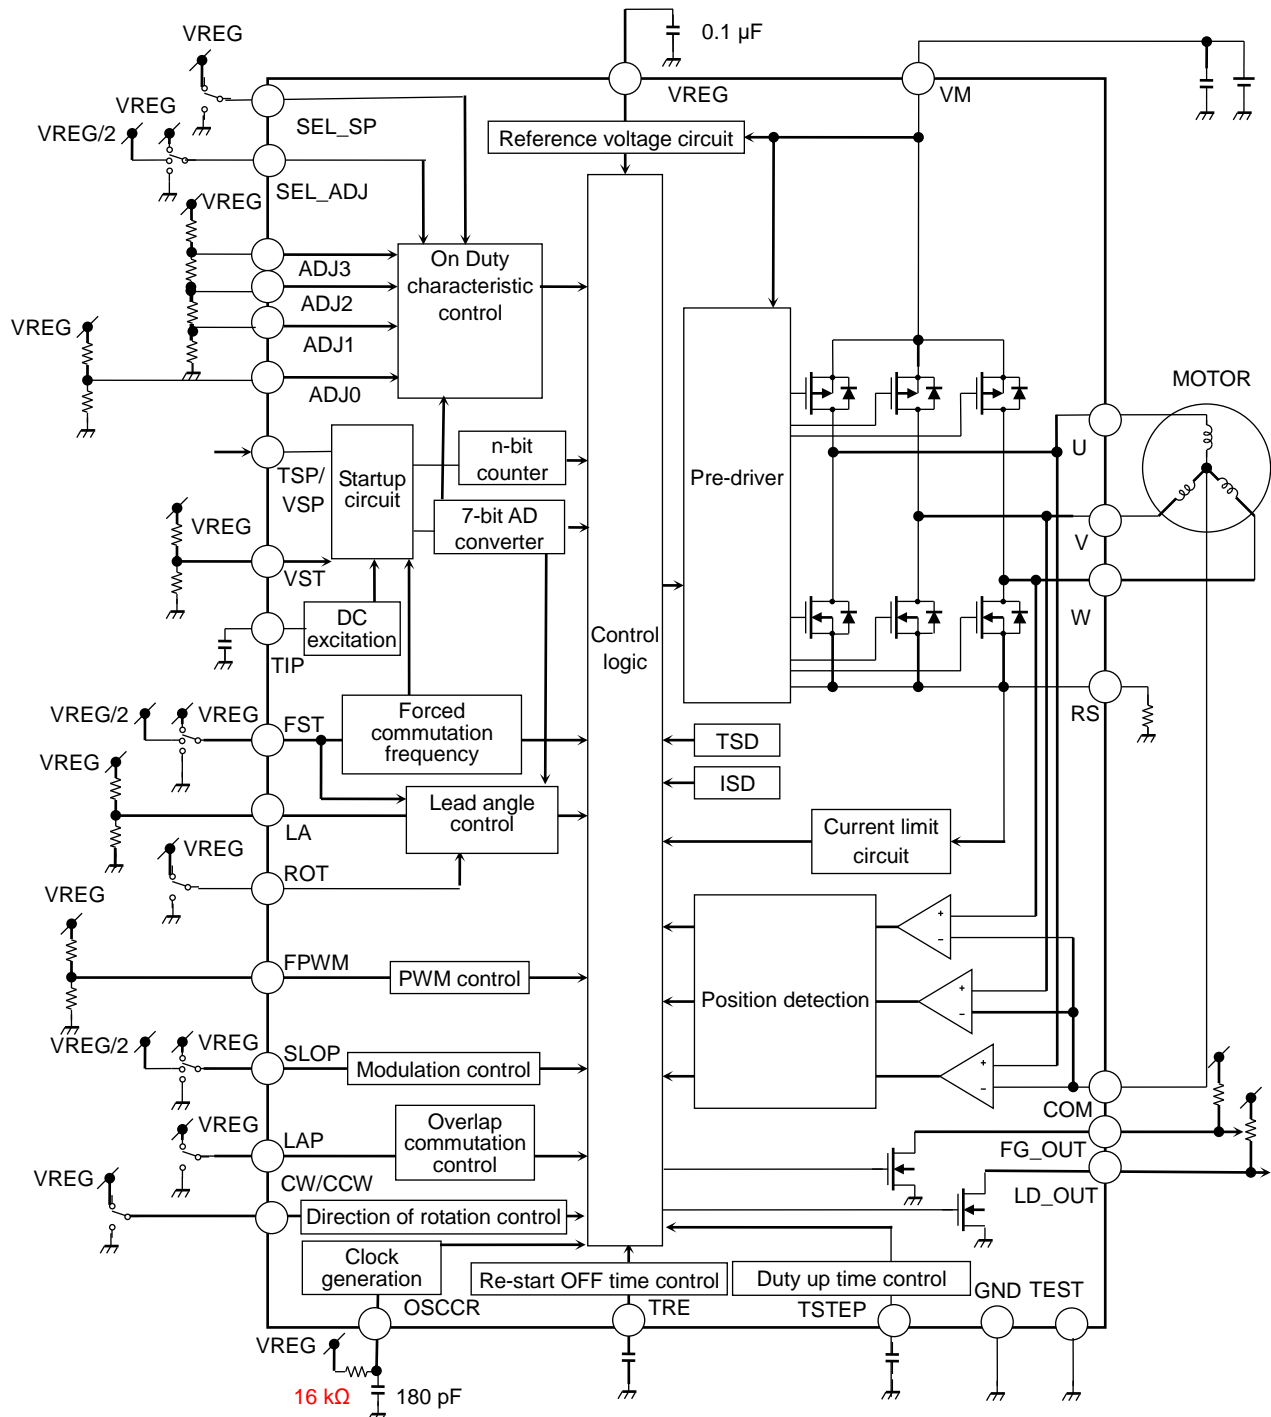 VREG
0.1 µF
VREG
VREG/2
SEL_SP
VREG
VM
Reference voltage circuit
SEL_ADJ
VREG
ADJ3
ADJ2
ADJ1
ADJ0
On Duty
characteristic
control
VREG
MOTOR
TSP/
VSP
Startup
circuit
n-bit
counter
7-bit AD
converter
Pre-driver
U
V
W
RS
VREG
VST
DC
excitation
TIP
Control
logic
VREG/2
VREG
FST
Forced
commutation
frequency
TSD
ISD
VREG
LA
Lead angle
control
Current limit
circuit
VREG
ROT
VREG
FPWM
PWM control
Position detection
+
−
+
−
+
−
VREG/2
VREG
SLOP
Modulation control
COM
VREG
LAP
Overlap
commutation
control
FG_OUT
LD_OUT
VREG
CW/CCW
Direction of rotation control
Clock
generation
Re-start OFF time control
Duty up time control
OSCCR
TRE
TSTEP
GND
TEST
VREG
16 kΩ
180 pF